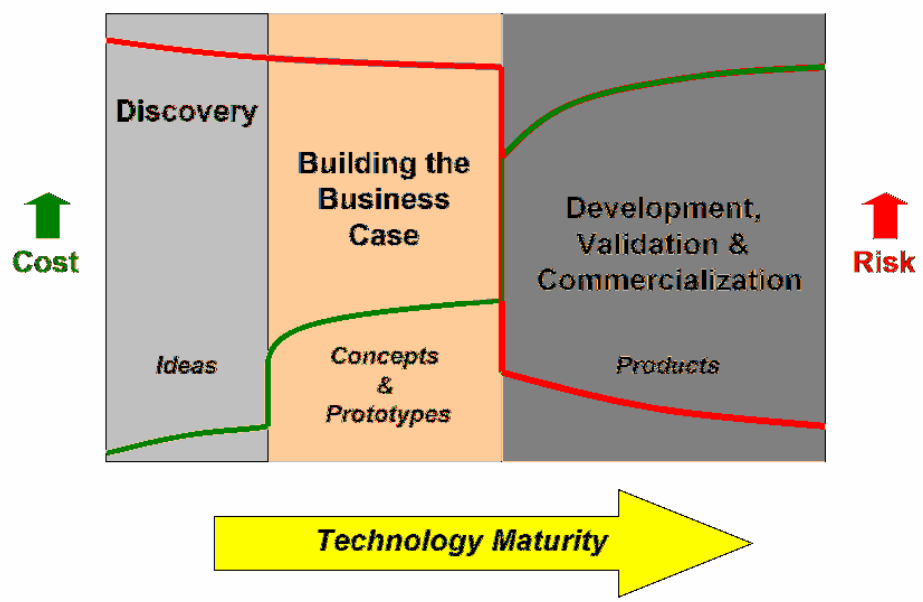 Discovery
Building the
Business
Case
Development,
Validation &
Commercialization
Cost
Risk
Ideas
Concepts
&
Prototypes
Products
Technology Maturity